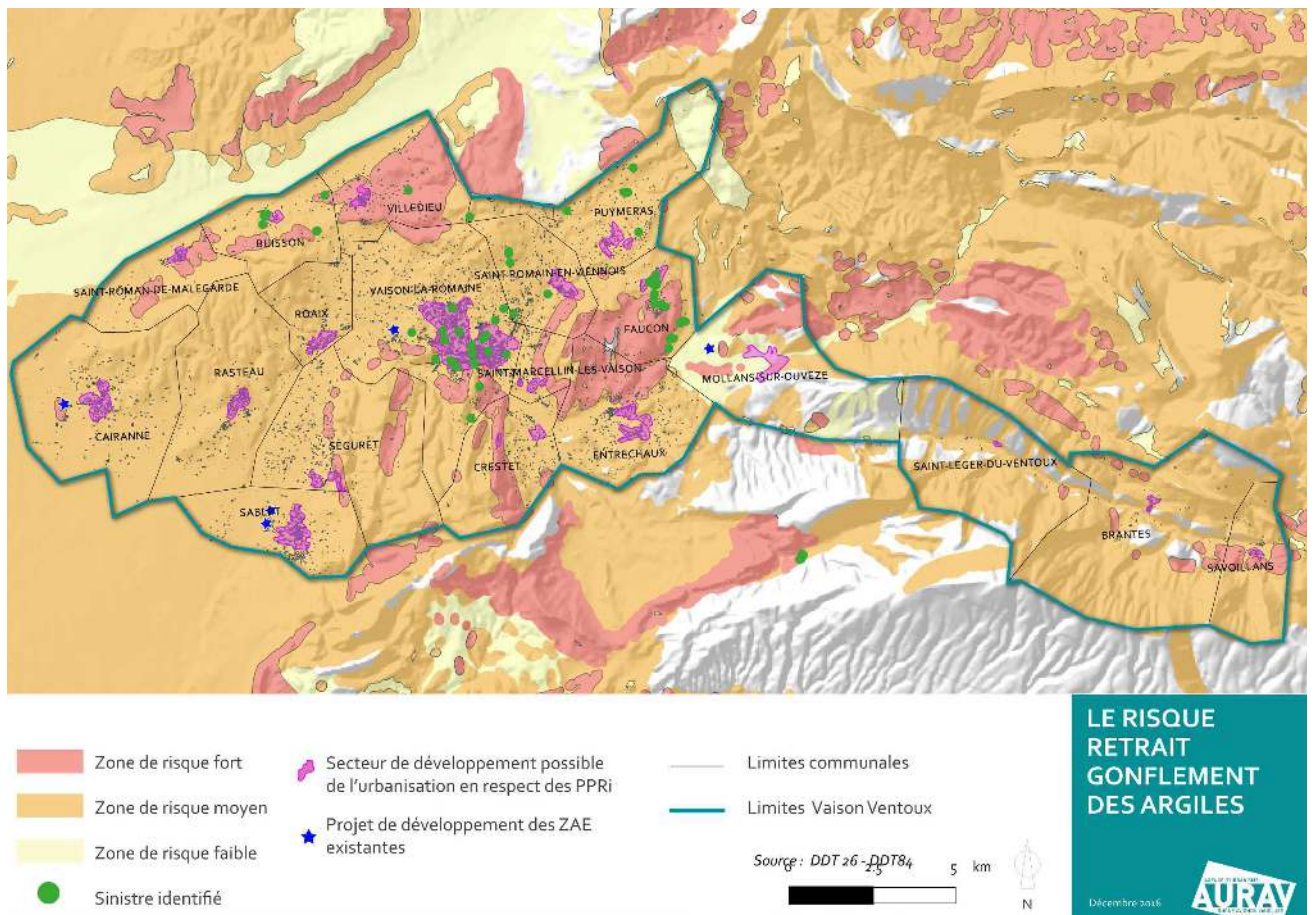 VILLEDIEU
PUYMERAS
BUISSON
SAINT-ROMAIN-EN-VIENNOIS
SAINT-ROMAN-DE-MALEGARDE
VAISON-LA-ROMAINE
ROAIX
FAUCON
RASTEAU
SAINT-MARCELLIN-LES-VAISON
MOLLANS-SUR-OUVEZE
CAIRANNE
SEGURET
CRESTET
ENTRECHAUX
SAINT-LEGER-DU-VENTOUX
SABLET
BRANTES
SAVOILLANS
Zone de risque fort
Zone de risque moyen
Zone de risque faible
Sinistre identifié
Secteur de développement possible
de l'urbanisation en respect des PPRi
Projet de développement des ZAE
existantes
Limites communales
Limites Vaison Ventoux
Source : DDT 26 - DDT84
0 2.5 5 km
N
LE RISQUE
RETRAIT
GONFLEMENT
DES ARGILES
Décembre 2016
AURAV